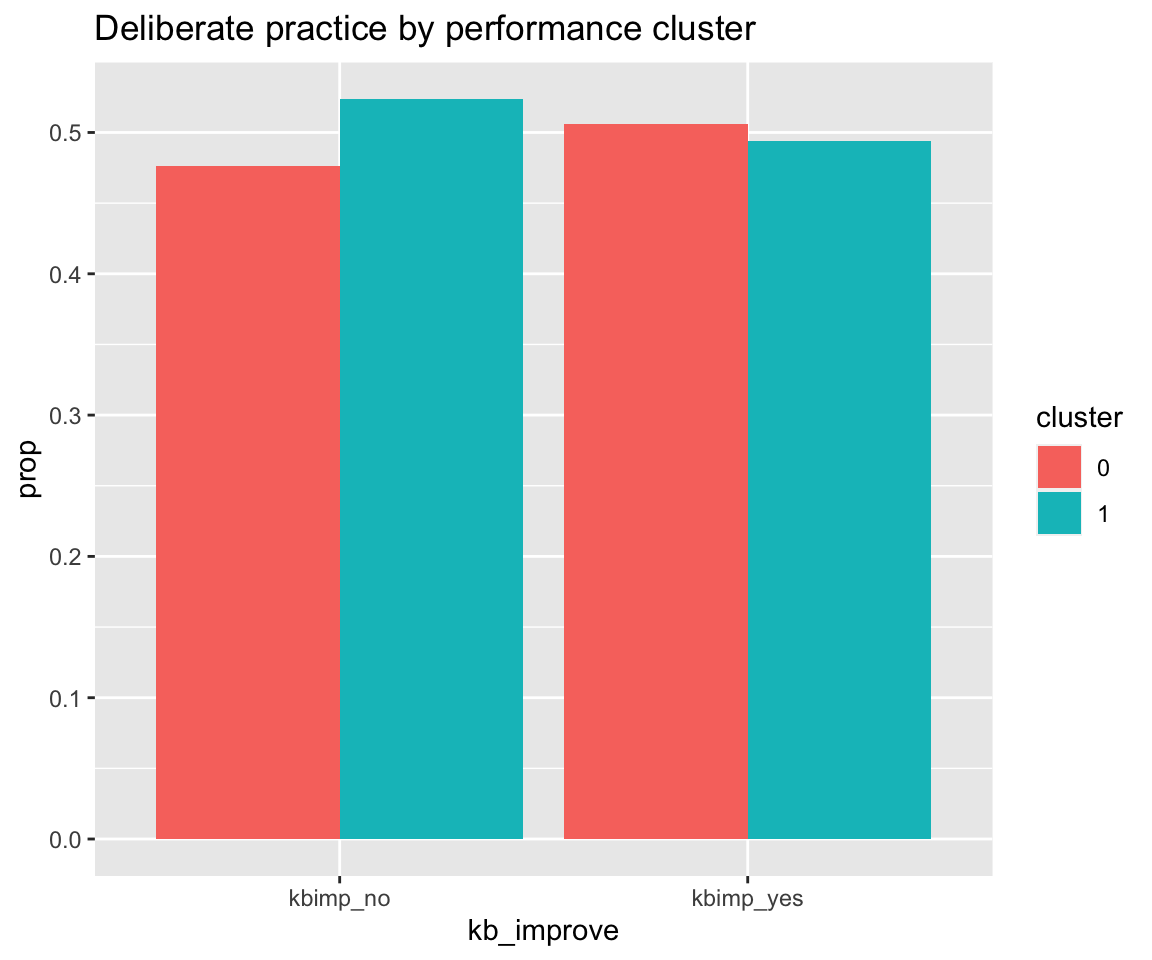 Deliberate practice by performance cluster
prop
0.5
0.4
0.3
0.2
0.1
0.0
kbimp_no
kbimp_yes
kb_improve
cluster
0
1